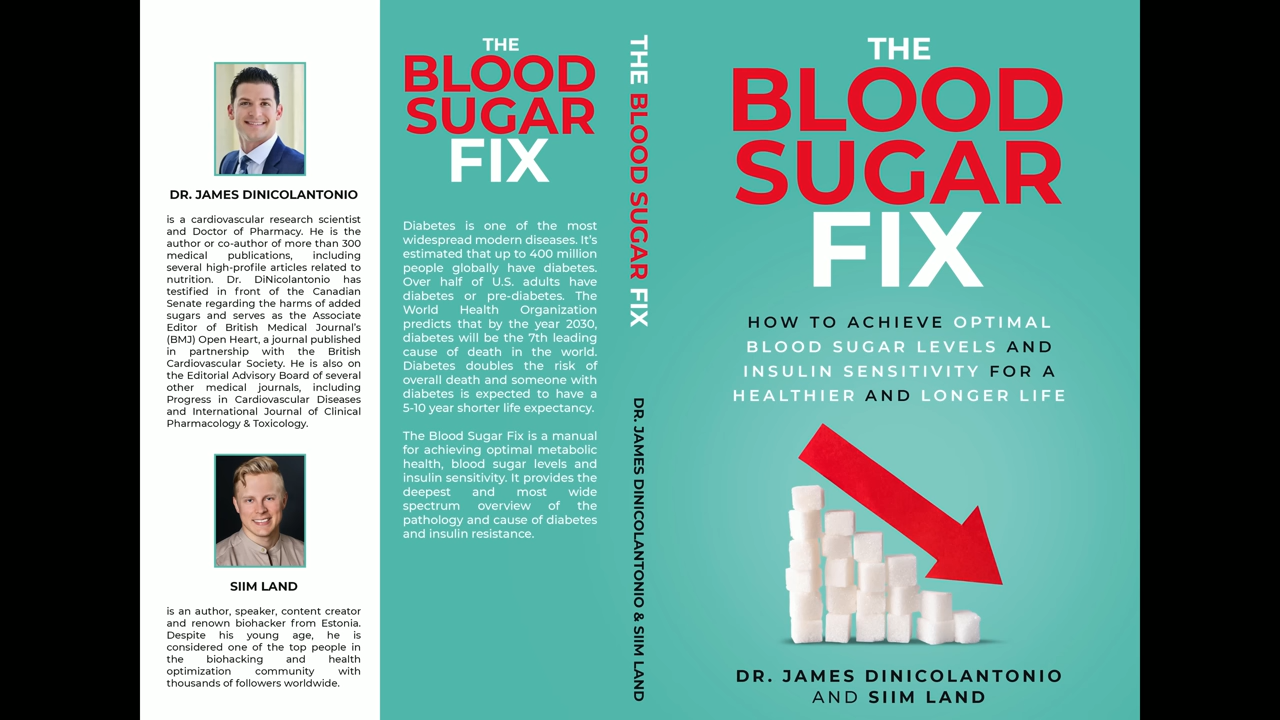 DR. JAMES DINICOLANTONIO
is a cardiovascular research scientist
and Doctor of Pharmacy. He is the
author or co-author of more than 300
medical publications, including
several high-profile articles related to
nutrition. Dr. DiNicolantonio has
testified in front of the Canadian
Senate regarding the harms of added
sugars and serves as the Associate
Editor of British Medical Journal's
(BMJ) Open Heart, a journal published
in partnership with the British
Cardiovascular Society. He is also on
the Editorial Advisory Board of several
other medical journals, including
Progress in Cardiovascular Diseases
and International Journal of Clinical
Pharmacology & Toxicology.
SIIM LAND
is an author, speaker, content creator
and renown biohacker from Estonia.
Despite his young age, he is
considered one of the top people in
the biohacking and health
optimization community with
thousands of followers worldwide.
THE
BLOOD
SUGAR
FIX
Diabetes is one of the most
widespread modern diseases. It's
estimated that up to 400 million
people globally have diabetes.
Over half of U.S. adults have
diabetes or pre-diabetes. The
World Health Organization
predicts that by the year 2030,
diabetes will be the 7th leading
cause of death in the world.
Diabetes doubles the risk of
overall death and someone with
diabetes is expected to have a
5-10 year shorter life expectancy.
The Blood Sugar Fix is a manual
for achieving optimal metabolic
health, blood sugar levels and
insulin sensitivity. It provides the
deepest and most wide
spectrum overview of the
pathology and cause of diabetes
and insulin resistance.
THE BLOOD SUGAR FIX
DR. JAMES DINICOLANTONIO & SIIM LAND
THE
BLOOD
SUGAR
FIX
HOW TO ACHIEVE OPTIMAL
BLOOD SUGAR LEVELS AND
INSULIN SENSITIVITY FOR A
HEALTHIER AND LONGER LIFE
DR. JAMES DINICOLANTONIO
AND SIIM LAND